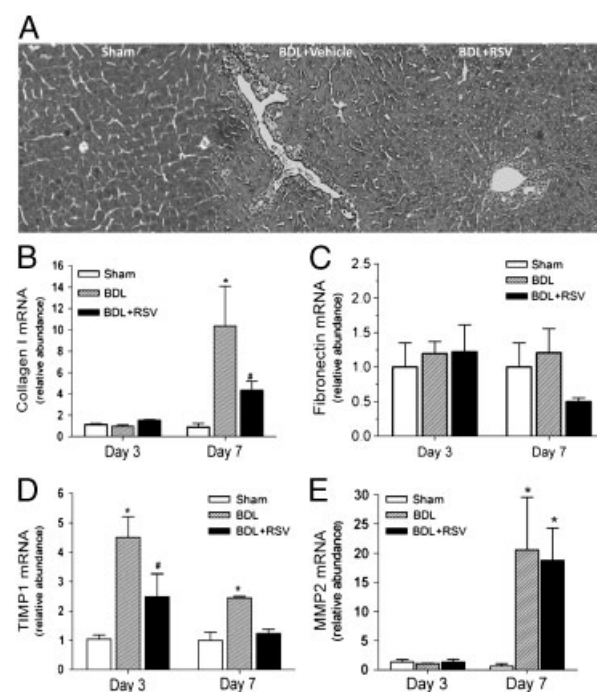 A
Sham BDL+Vehicle BDL+RSV
B
Collagen I mRNA
(relative abundance)
16
14
12
10
8
6
4
2
0
Sham
BDL
BDL+RSV
*
#
Day 3 Day 7
C
Fibronectin mRNA
(relative abundance)
2.5
2.0
1.5
1.0
0.5
0.0
Sham
BDL
BDL+RSV
Day 3 Day 7
D
TIMP1 mRNA
(relative abundance)
6
5
4
3
2
1
0
Sham
BDL
BDL+RSV
*
#
*
Day 3 Day 7
E
MMP2 mRNA
(relative abundance)
30
25
20
15
10
5
0
Sham
BDL
BDL+RSV
* *
Day 3 Day 7